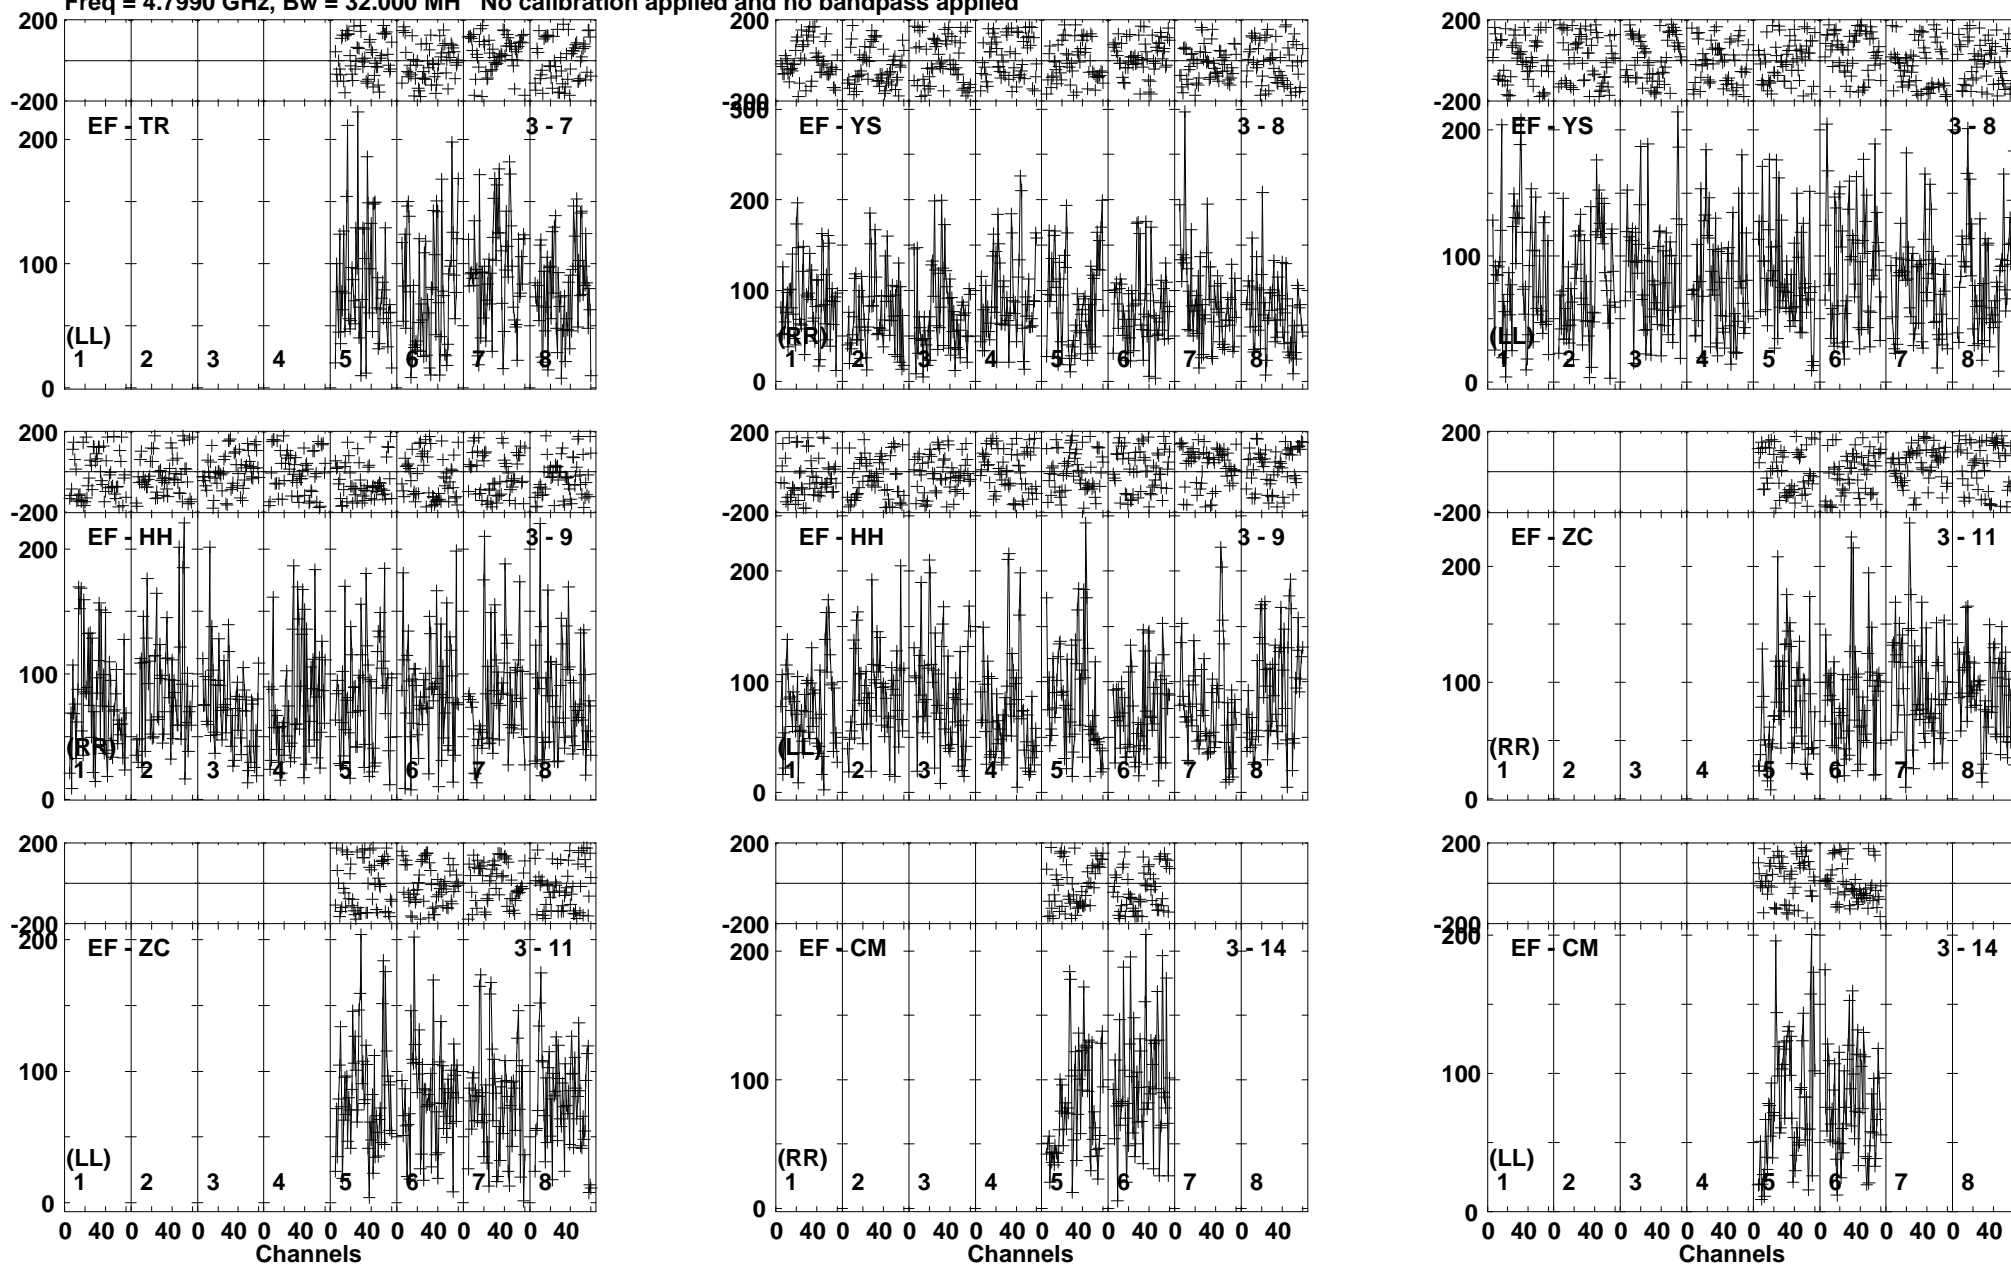 Freq = 4.7990 GHz, Bw = 32.000 MH No calibration applied and no bandpass applied
200 200 200
-200 -200 -200
300
EF - TR 3 - 7 EF - YS 3 - 8 EF - YS 3 - 8
200 200 200
100 100 100
(LL) (RR) (LL)
1 2 3 4 5 6 7 8 1 2 3 4 5 6 7 8 1 2 3 4 5 6 7 8
0 0 0
200 200 200
-200 -200 -200
EF - HH 3 - 9 EF - HH 3 - 9 EF - ZC 3 - 11
200 200 200
100 100 100
(RR) (LL) (RR)
1 2 3 4 5 6 7 8 1 2 3 4 5 6 7 8 1 2 3 4 5 6 7 8
0 0 0
200 200 200
-200 -200 -200
200 200 200
EF - ZC 3 - 11 EF - CM 3 - 14 EF - CM 3 - 14
100 100 100
(LL) (RR) (LL)
1 2 3 4 5 6 7 8 1 2 3 4 5 6 7 8 1 2 3 4 5 6 7 8
0 0 0
0 40 0 40 0 40 0 40 0 40 0 40 0 40 0 40 0 40 0 40 0 40 0 40 0 40 0 40 0 40 0 40 0 40 0 40 0 40 0 40 0 40 0 40 0 40 0 40
Channels Channels Channels